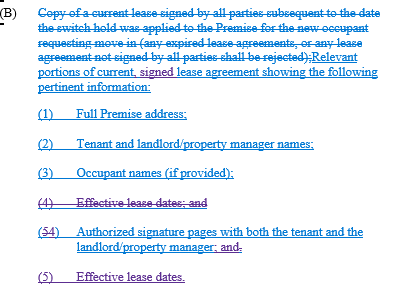 (B) Copy of a current lease signed by all parties subsequent to the date
the switch hold was applied to the Premise for the new occupant
requesting move in (any expired lease agreements, or any lease
agreement not signed by all parties shall be rejected);Relevant
portions of current, signed lease agreement showing the following
pertinent information:
(1) Full Premise address;
(2) Tenant and landlord/property manager names;
(3) Occupant names (if provided);
(4) Effective lease dates; and
(54) Authorized signature pages with both the tenant and the
landlord/property manager; and.
(5) Effective lease dates.